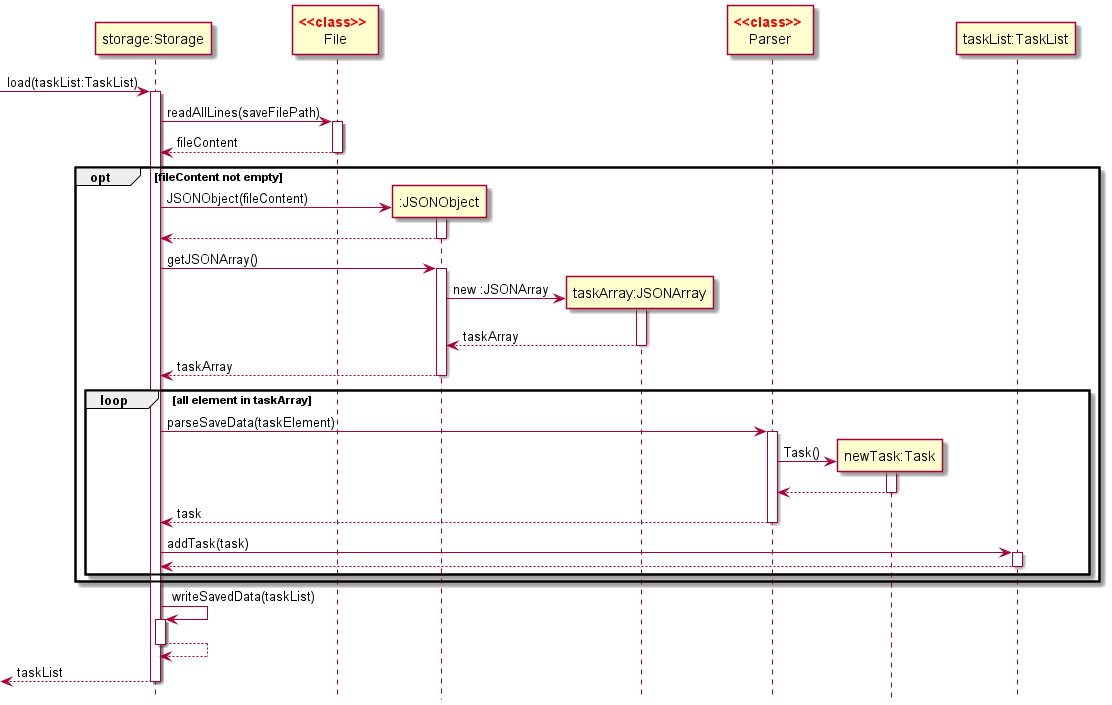 <<class>>
File
<<class>>
Parser
storage:Storage
taskList:TaskList
load(taskList:TaskList)
readAllLines(saveFilePath)
fileContent
opt
[fileContent not empty]
JSONObject(fileContent)
:JSONObject
getJSONArray()
new :JSONArray
taskArray:JSONArray
taskArray
taskArray
loop
[all element in taskArray]
parseSaveData(taskElement)
Task()
newTask:Task
task
addTask(task)
writeSavedData(taskList)
taskList